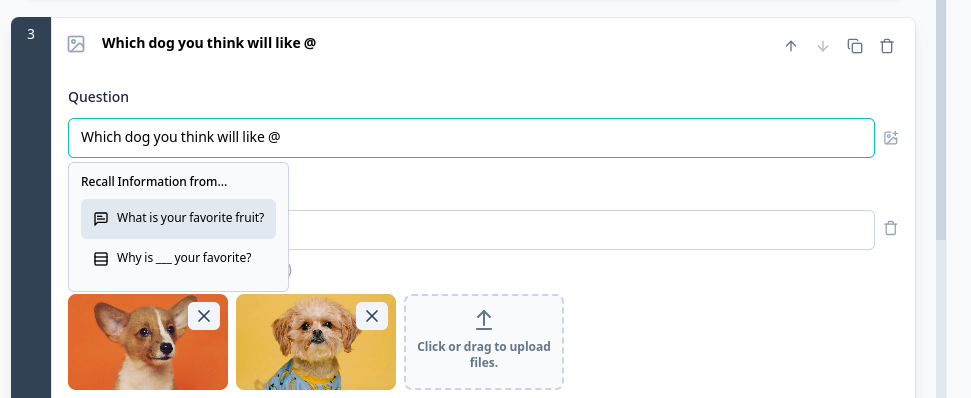 3
Which dog you think will like @
Question
Which dog you think will like @
Recall Information from...
What is your favorite fruit?
Why is ___ your favorite?
)
Click or drag to upload
files.